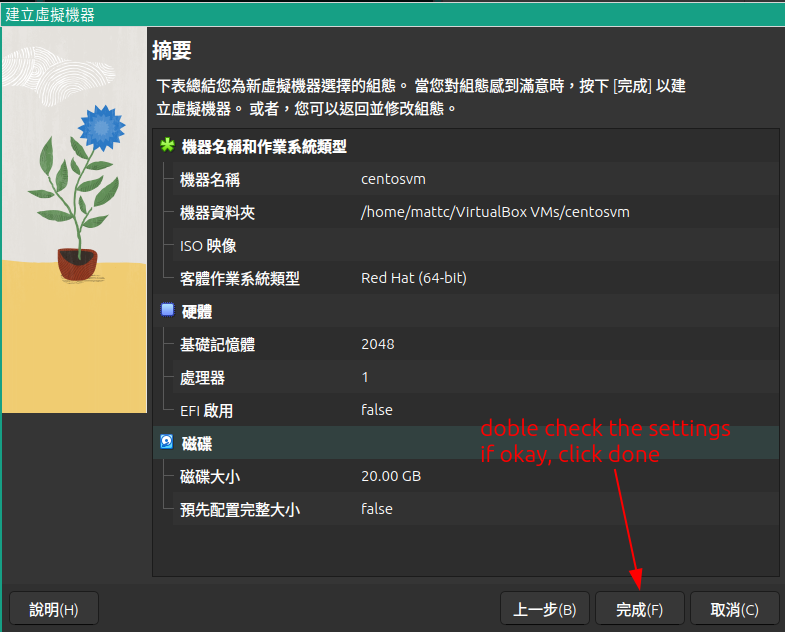 建立虛擬機器
摘要
下表總結您為新虛擬機器選擇的組態。 當您對組態感到滿意時，按下 [完成] 以建
立虛擬機器。 或者，您可以返回並修改組態。
機器名稱和作業系統類型
機器名稱 centosvm
機器資料夾 /home/mattc/VirtualBox VMs/centosvm
ISO 映像
客體作業系統類型 Red Hat (64-bit)
硬體
基礎記憶體 2048
處理器 1
EFI 啟用 false
磁碟
磁碟大小 20.00 GB
預先配置完整大小 false
doble check the settings
if okay, click done
說明(H) 上一步(B) 完成(F) 取消(C)